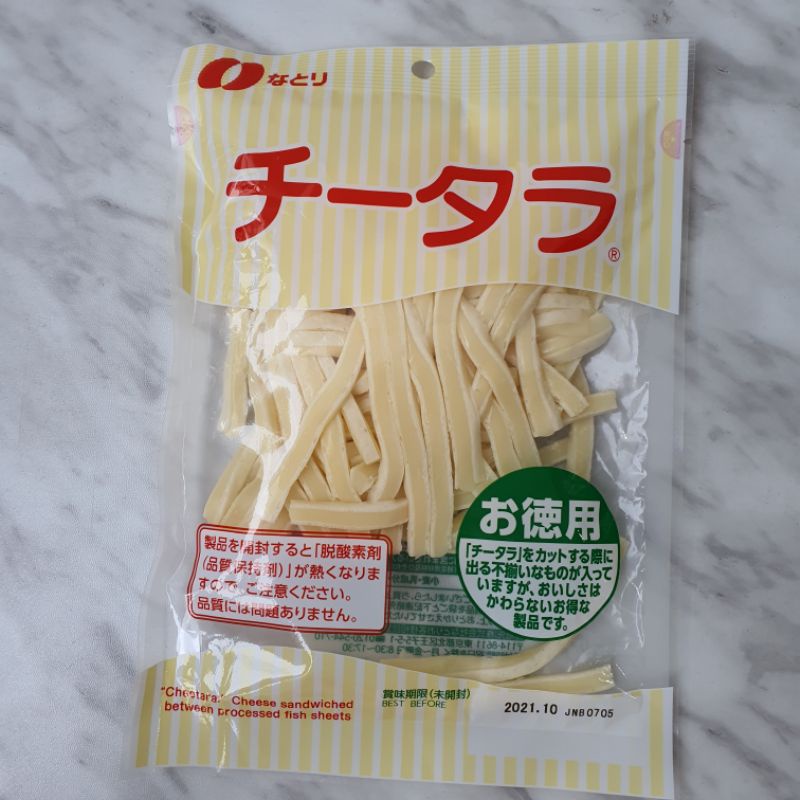 なとり
チータラ
®
お徳用
「チータラ」をカットする際に
出る不揃いなものが入って
いますが、おいしさは
かわらないお得な
製品です。
製品を開封すると「脱酸素剤
(品質保持剤)」が熱くなりま
すので、ご注意ください。
品質には問題ありません。
"Cheetara," Cheese sandwiched
between processed fish sheets
賞味期限(未開封)
BEST BEFORE
2021.10 JNB0705